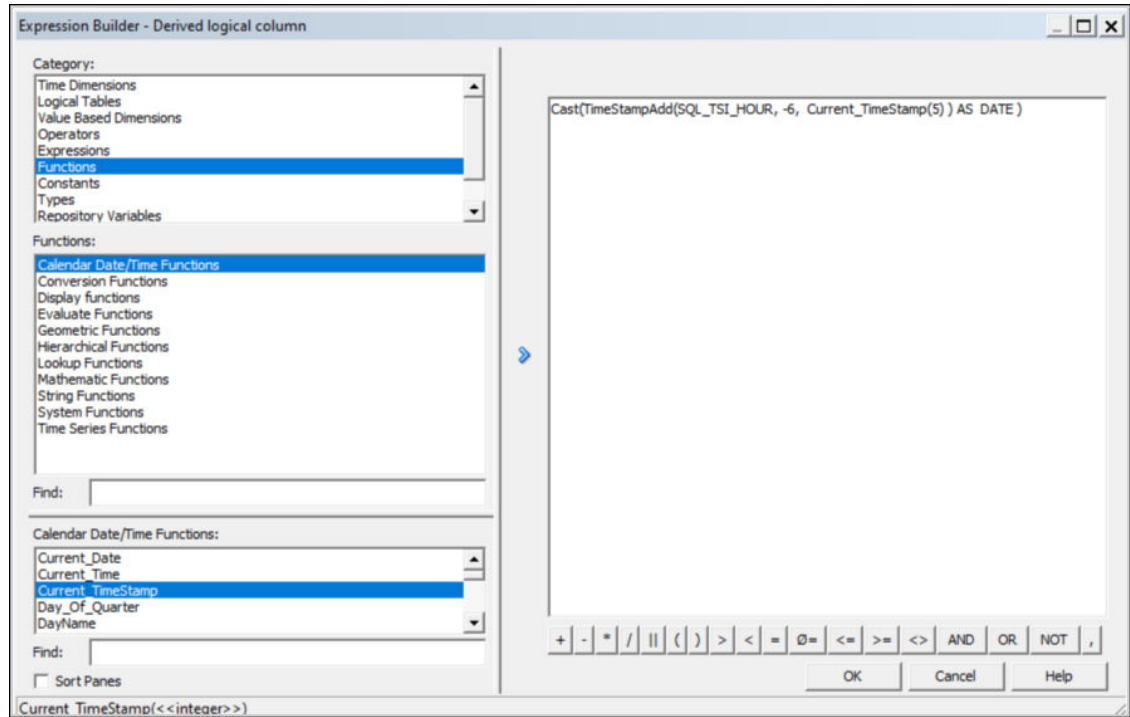 Expression Builder - Derived logical column
Category:
Time Dimensions
Logical Tables
Value Based Dimensions
Operators
Expressions
Functions
Constants
Types
Repository Variables
Functions:
Calendar Date/Time Functions
Conversion Functions
Display functions
Evaluate Functions
Geometric Functions
Hierarchical Functions
Lookup Functions
Mathematic Functions
String Functions
System Functions
Time Series Functions
Find:
Calendar Date/Time Functions:
Current_Date
Current_Time
Current_TimeStamp
Day_Of_Quarter
DayName
Find:
Sort Panes
Current_TimeStamp(<<integer>>)
Cast(TimeStampAdd(SQL_TSI_HOUR, -6, Current_TimeStamp(5) ) AS DATE )
+ - * / || ( ) > < = Ø= <= >= <> AND OR NOT ,
OK Cancel Help